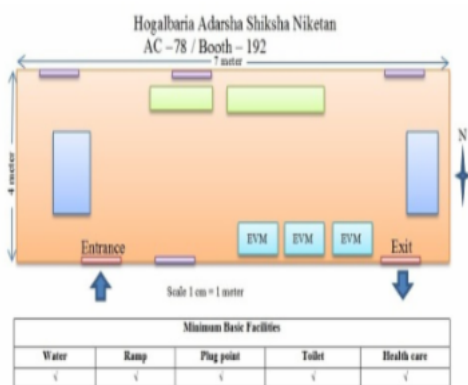 Hogalbaria Adarsha Shiksha Niketan
AC –78 / Booth – 192
7 meter
4 meter
N
EVM EVM EVM
Entrance Exit
Scale 1 cm = 1 meter
Minimum Basic Facilities
Water Ramp Plug point Toilet Health care
√ √ √ √ √